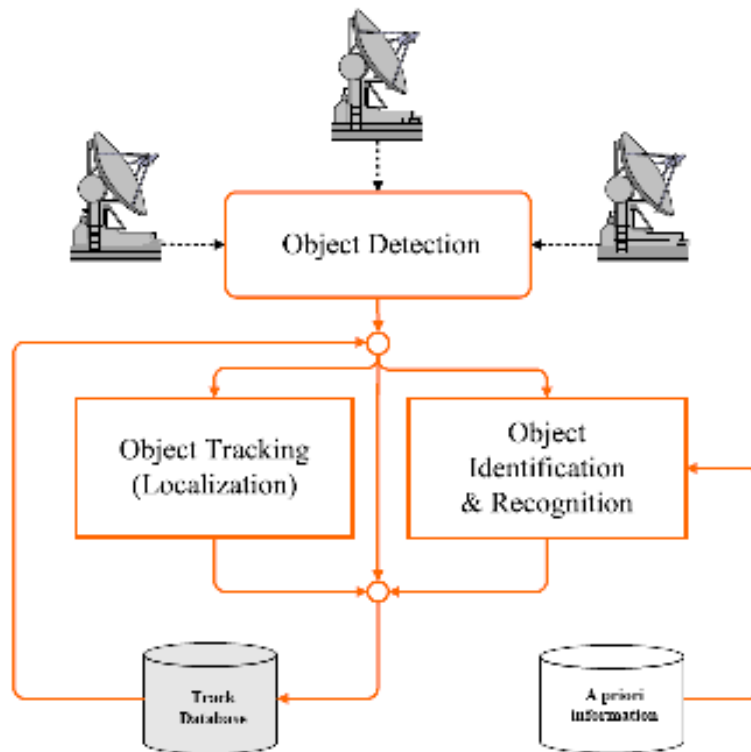 Object Detection
Object Tracking
(Localization)
Object
Identification
& Recognition
Track
Database
A priori
information